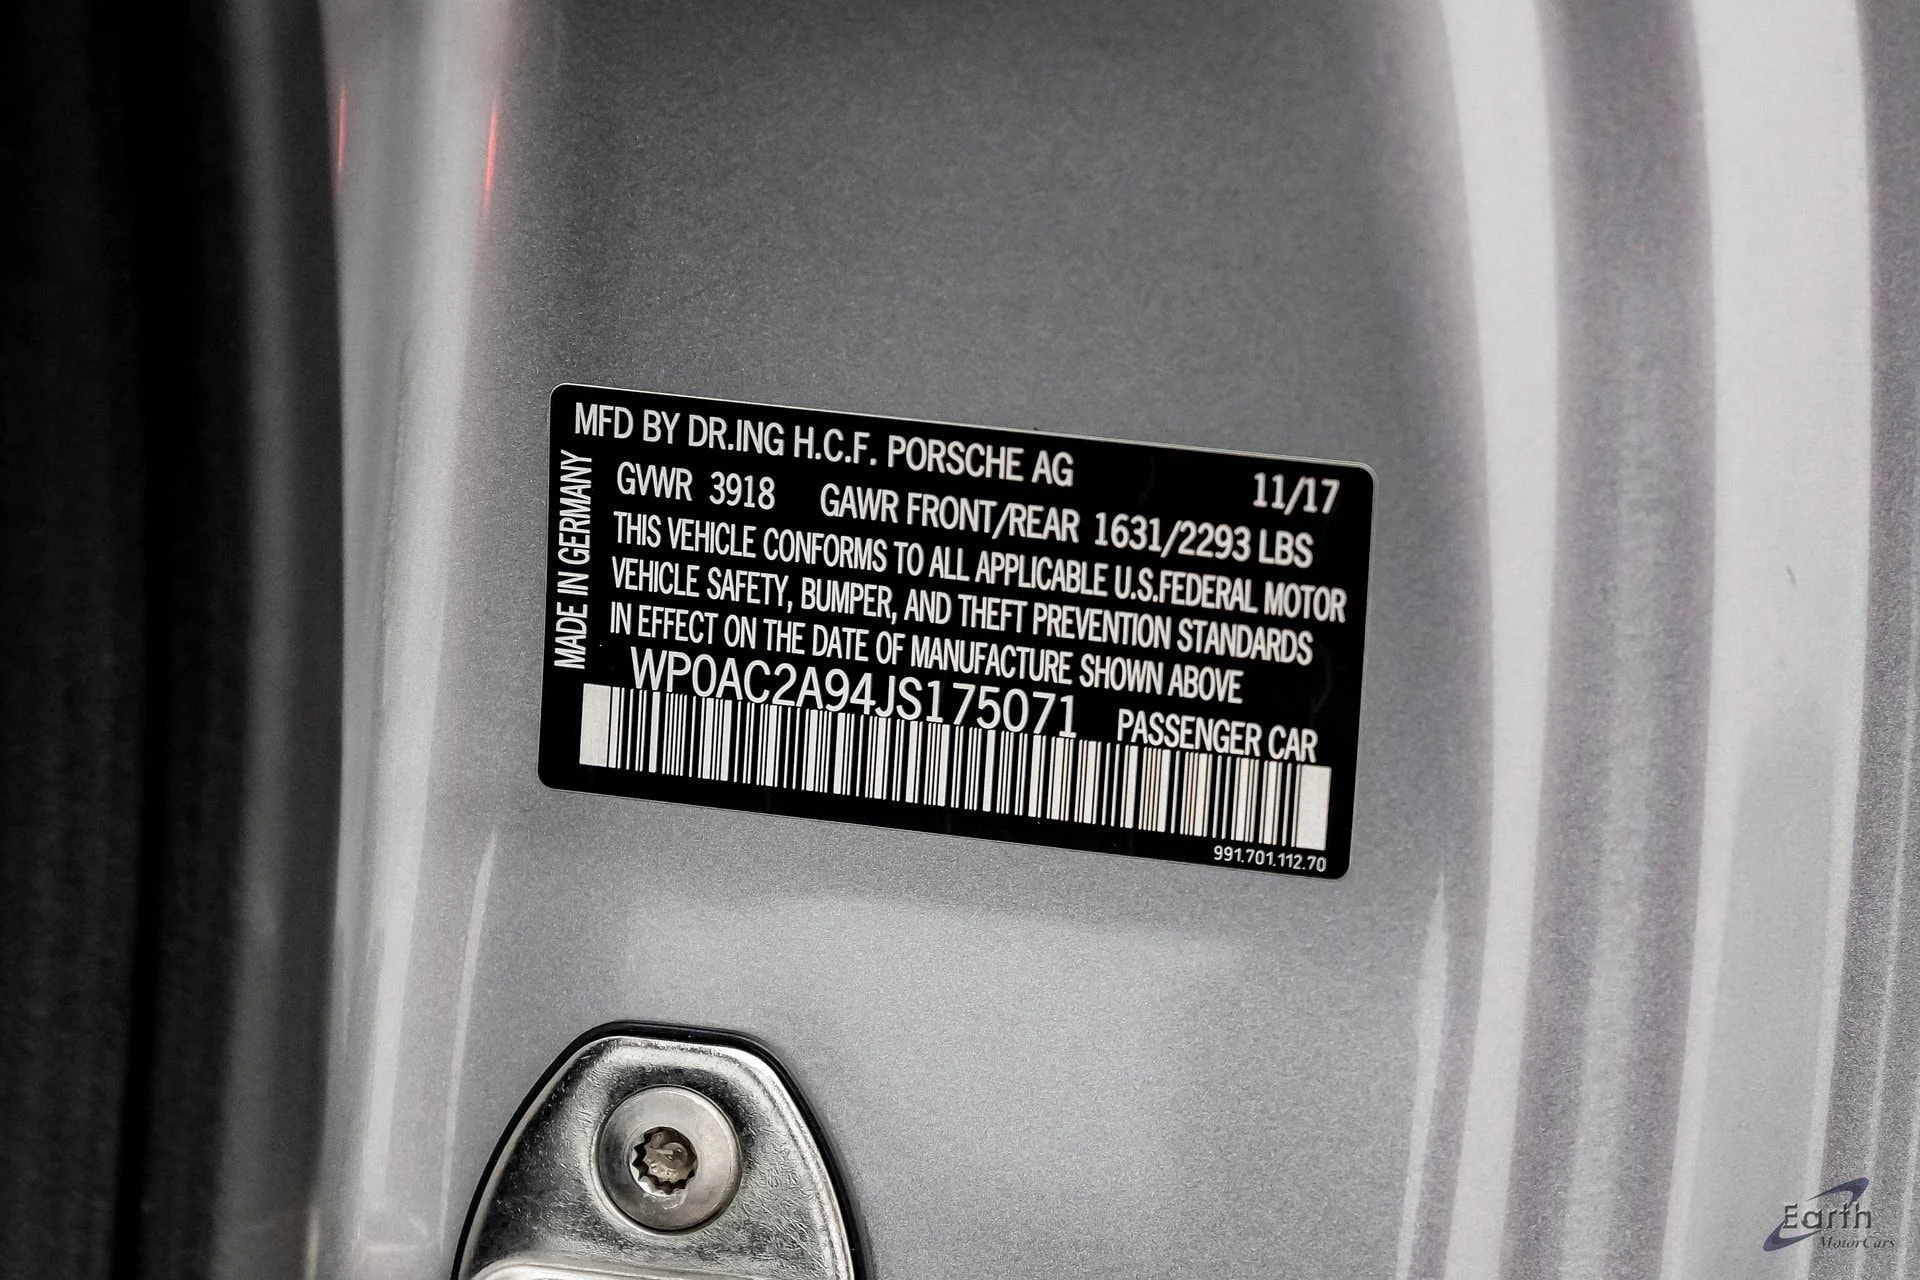 MFD BY DR.ING H.C.F. PORSCHE AG 11/17
GVWR 3918 GAWR FRONT/REAR 1631/2293 LBS
THIS VEHICLE CONFORMS TO ALL APPLICABLE U.S.FEDERAL MOTOR
VEHICLE SAFETY, BUMPER, AND THEFT PREVENTION STANDARDS
IN EFFECT ON THE DATE OF MANUFACTURE SHOWN ABOVE
WP0AC2A94JS175071 PASSENGER CAR
991.701.112.70
MADE IN GERMANY
Earth
MotorCars